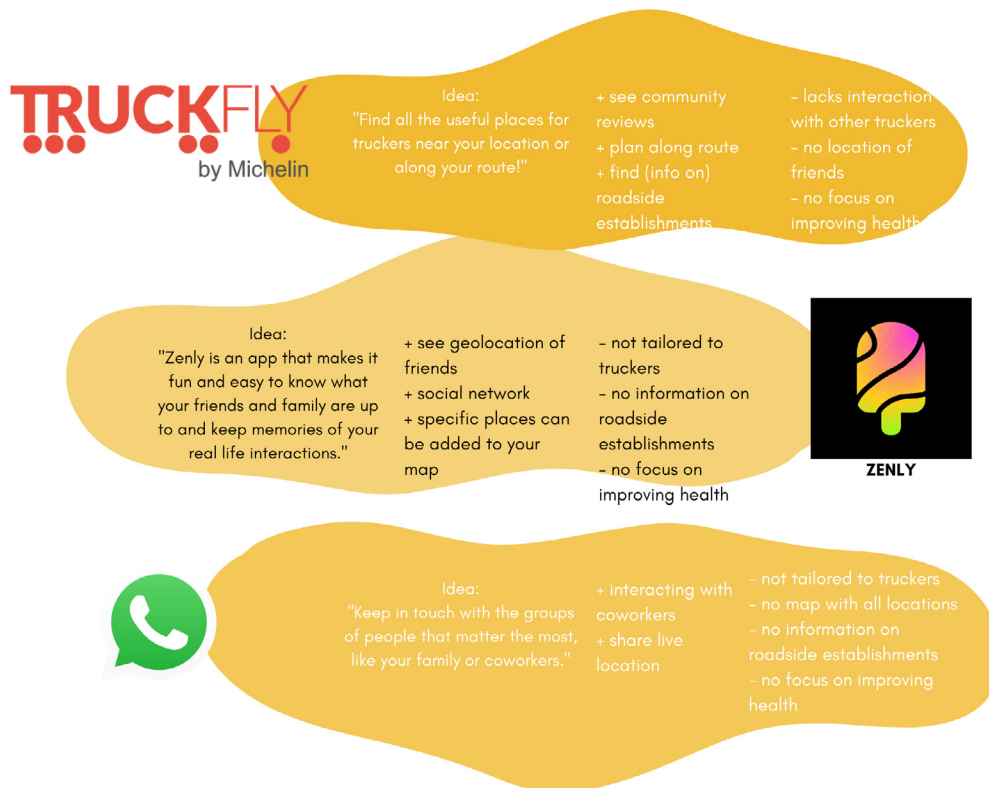 TRUCKFLY
by Michelin
Idea:
"Find all the useful places for
truckers near your location or
along your route!"
+ see community
reviews
+ plan along route
+ find (info on)
roadside
establishments
- lacks interaction
with other truckers
- no location of
friends
- no focus on
improving health
Idea:
"Zenly is an app that makes it
fun and easy to know what
your friends and family are up
to and keep memories of your
real life interactions."
+ see geolocation of
friends
+ social network
+ specific places can
be added to your
map
- not tailored to
truckers
- no information on
roadside
establishments
- no focus on
improving health
ZENLY
Idea:
"Keep in touch with the groups
of people that matter the most,
like your family or coworkers."
+ interacting with
coworkers
+ share live
location
- not tailored to truckers
- no map with all locations
- no information on
roadside establishments
- no focus on improving
health